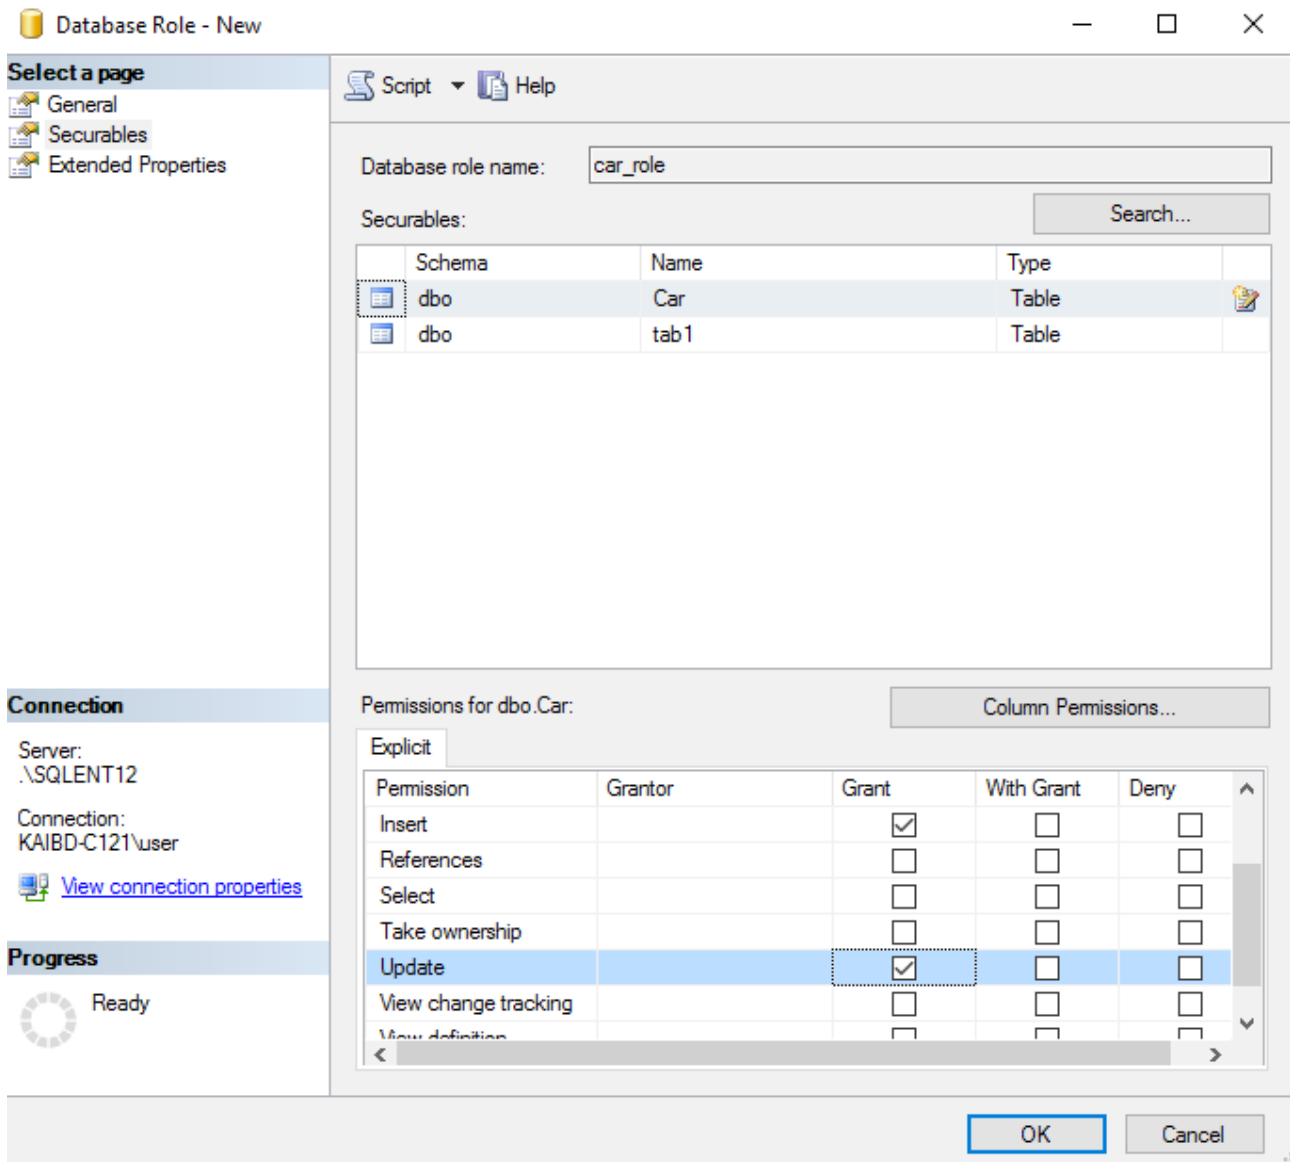 Database Role - New
Select a page
General
Securables
Extended Properties
Script
Help
Database role name: car_role
Securables:
Search...
Schema Name Type
dbo Car Table
dbo tab1 Table
Connection
Server:
.\SQLENT12
Connection:
KAIBD-C121\user
View connection properties
Progress
Ready
Permissions for dbo.Car:
Column Permissions...
Explicit
Permission Grantor Grant With Grant Deny
Insert
References
Select
Take ownership
Update
View change tracking
View definition
OK Cancel